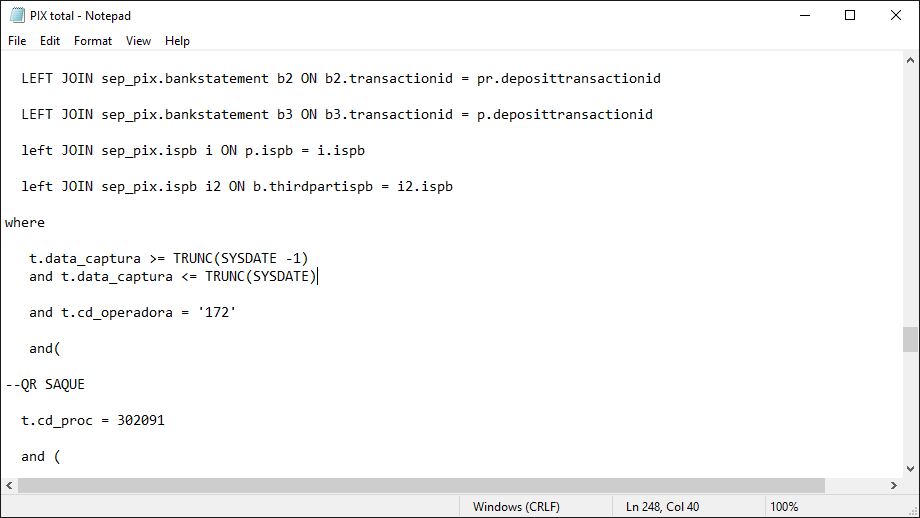 PIX total - Notepad
File Edit Format View Help
LEFT JOIN sep_pix.bankstatement b2 ON b2.transactionid = pr.deposittransactionid
LEFT JOIN sep_pix.bankstatement b3 ON b3.transactionid = p.deposittransactionid
left JOIN sep_pix.ispb i ON p.ispb = i.ispb
left JOIN sep_pix.ispb i2 ON b.thirdpartispb = i2.ispb
where
t.data_captura >= TRUNC(SYSDATE -1)
and t.data_captura <= TRUNC(SYSDATE)
and t.cd_operadora = '172'
and(
--QR SAQUE
t.cd_proc = 302091
and (
Windows (CRLF) Ln 248, Col 40 100%